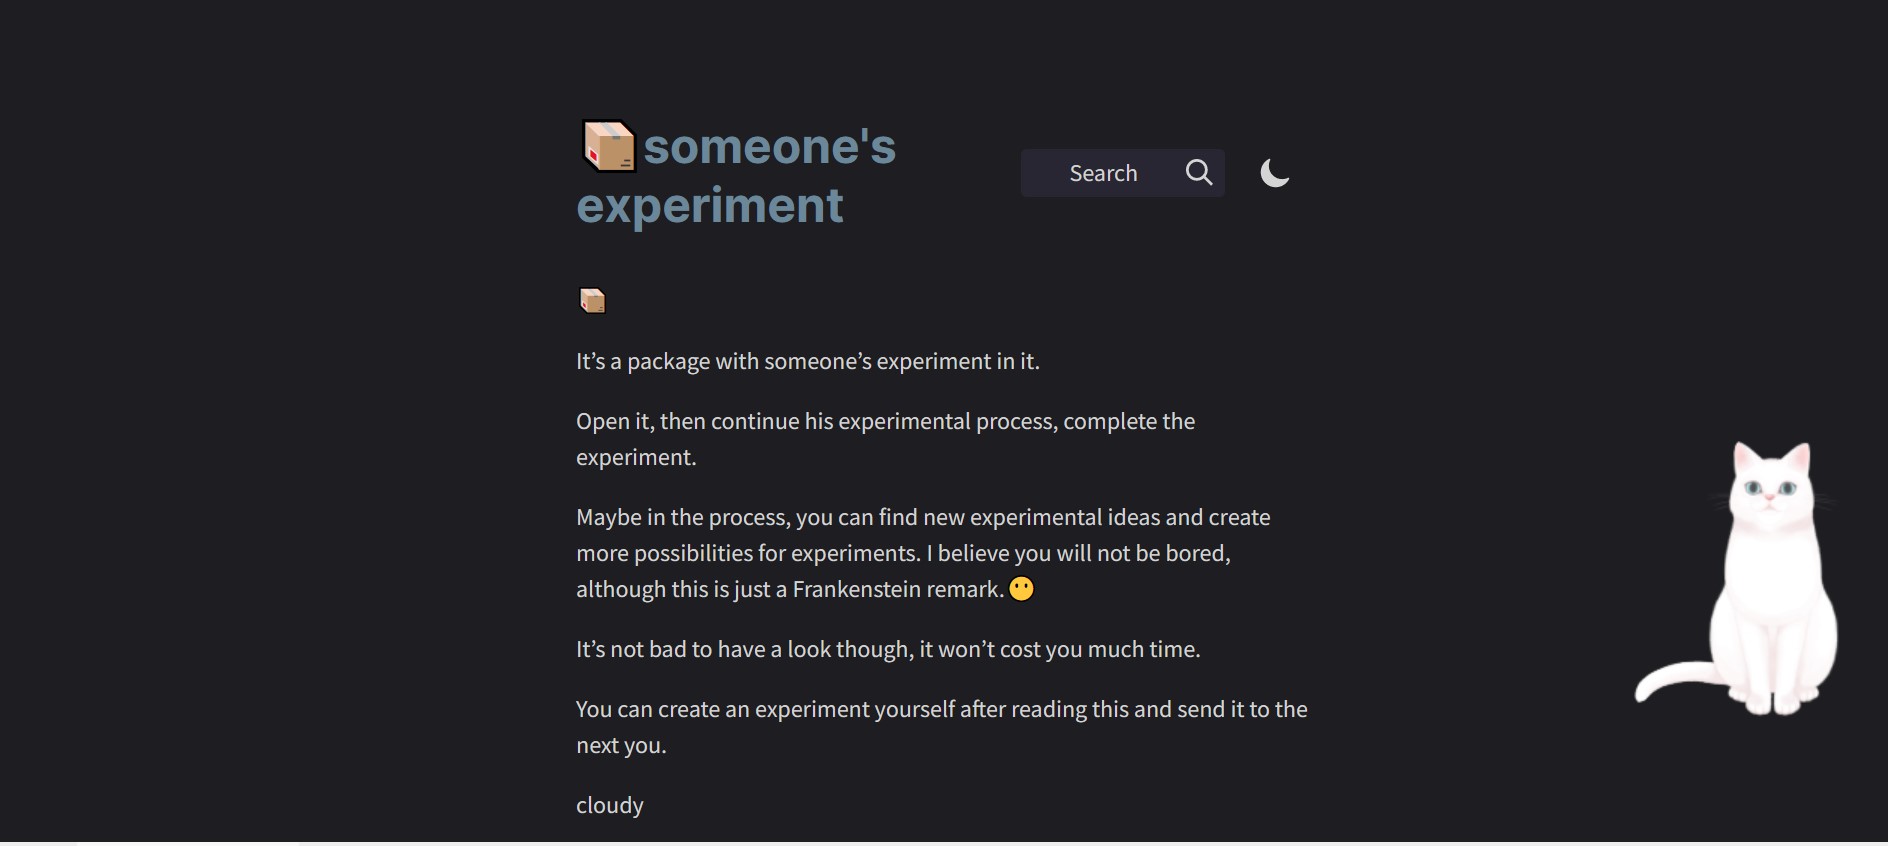 📦someone's
experiment
Search
📦
It’s a package with someone’s experiment in it.
Open it, then continue his experimental process, complete the
experiment.
Maybe in the process, you can find new experimental ideas and create
more possibilities for experiments. I believe you will not be bored,
although this is just a Frankenstein remark. 😶
It’s not bad to have a look though, it won’t cost you much time.
You can create an experiment yourself after reading this and send it to the
next you.
cloudy